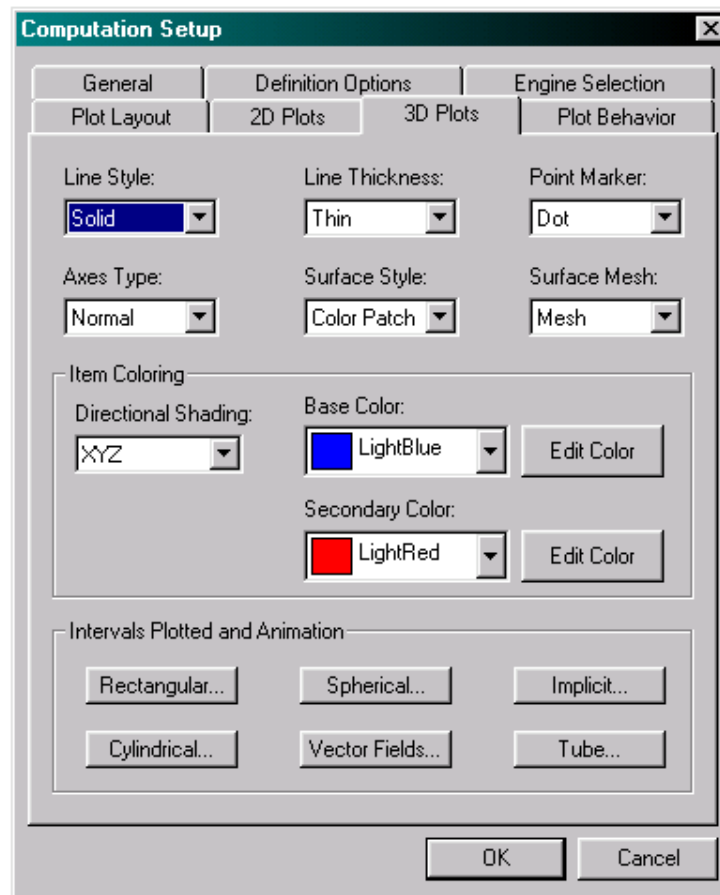 Computation Setup
General Definition Options Engine Selection
Plot Layout 2D Plots 3D Plots Plot Behavior
Line Style: Line Thickness: Point Marker:
Solid Thin Dot
Axes Type: Surface Style: Surface Mesh:
Normal Color Patch Mesh
Item Coloring
Directional Shading: Base Color:
XYZ LightBlue Edit Color
Secondary Color:
LightRed Edit Color
Intervals Plotted and Animation
Rectangular... Spherical... Implicit...
Cylindrical... Vector Fields... Tube...
OK Cancel